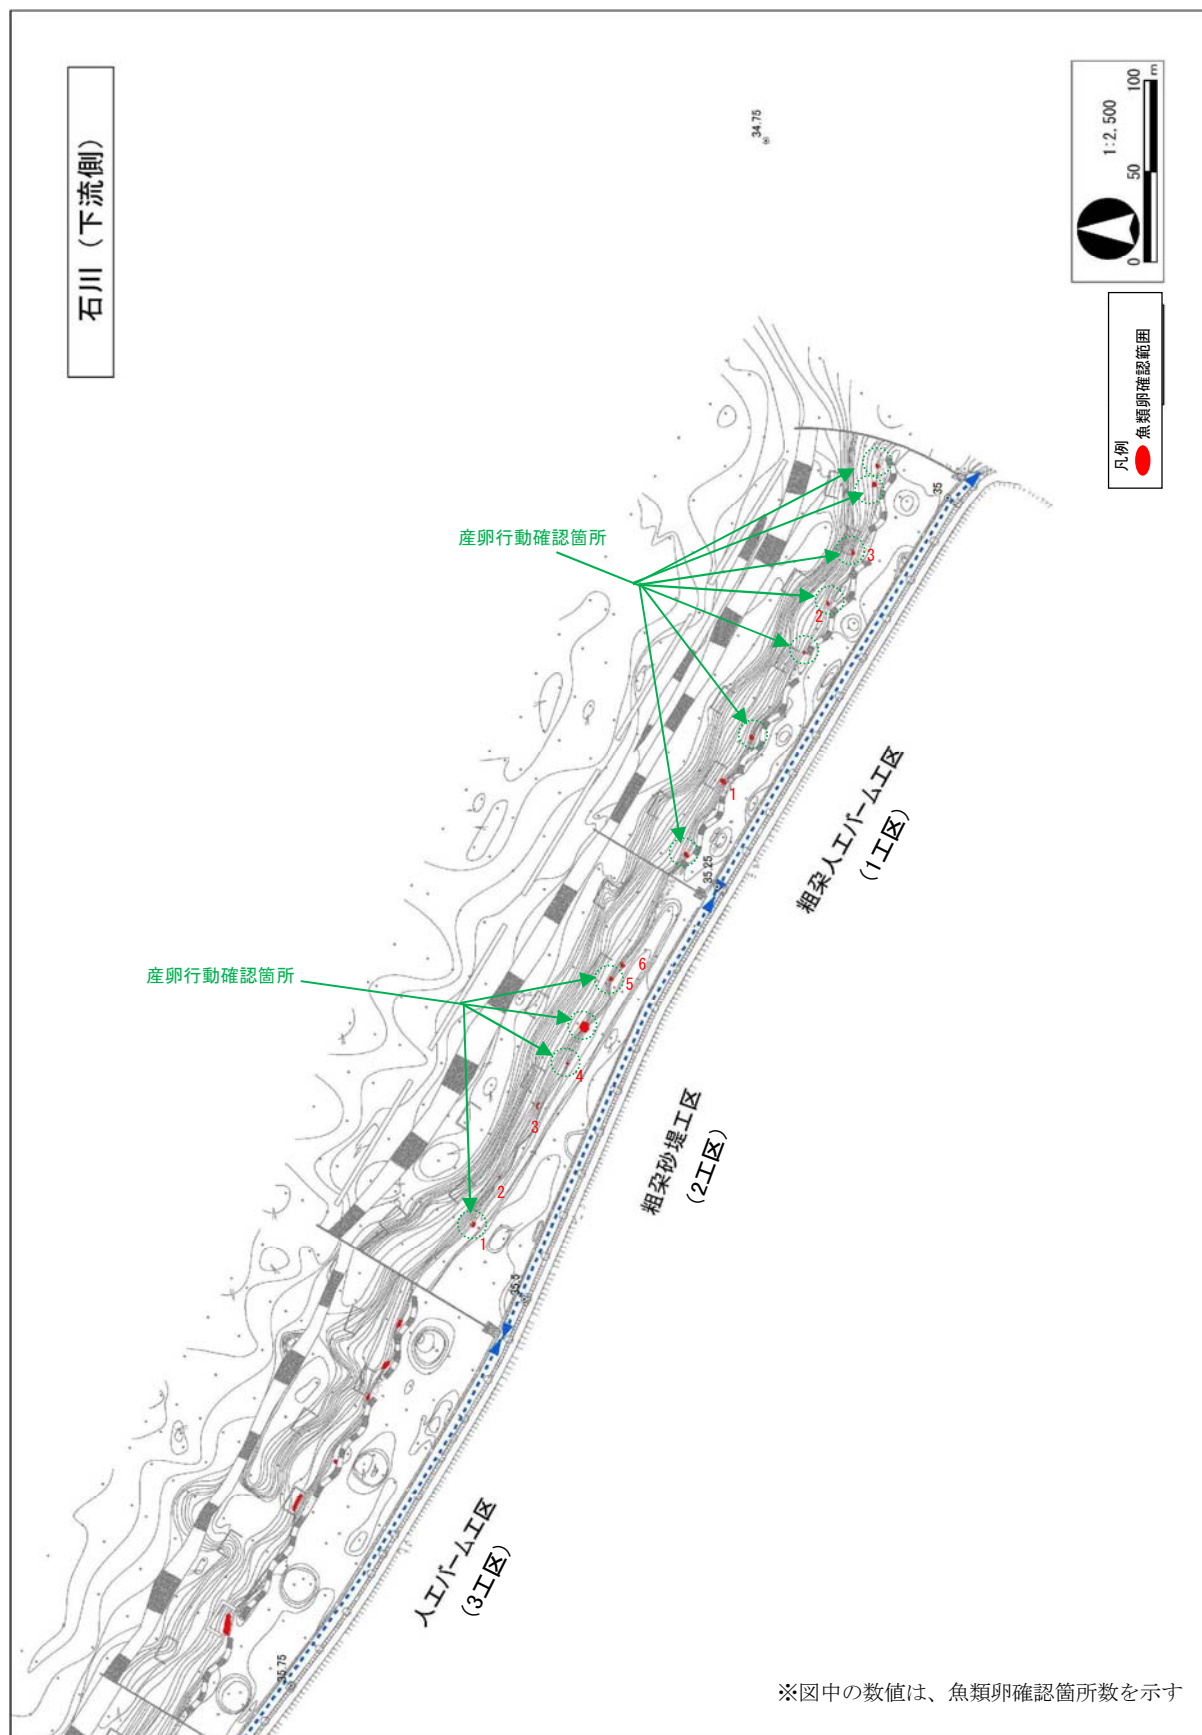 石川（下流側）
34.75
1:2,500
0 50 100 m
凡例
魚類卵確認範囲
産卵行動確認箇所
35
3
2
1
粗朶人工バーム工区
(1工区)
35.25
産卵行動確認箇所
6
5
4
3
2
1
粗朶砂堤工区
(2工区)
35.5
人工バーム工区
(3工区)
35.75
※図中の数値は、魚類卵確認箇所数を示す